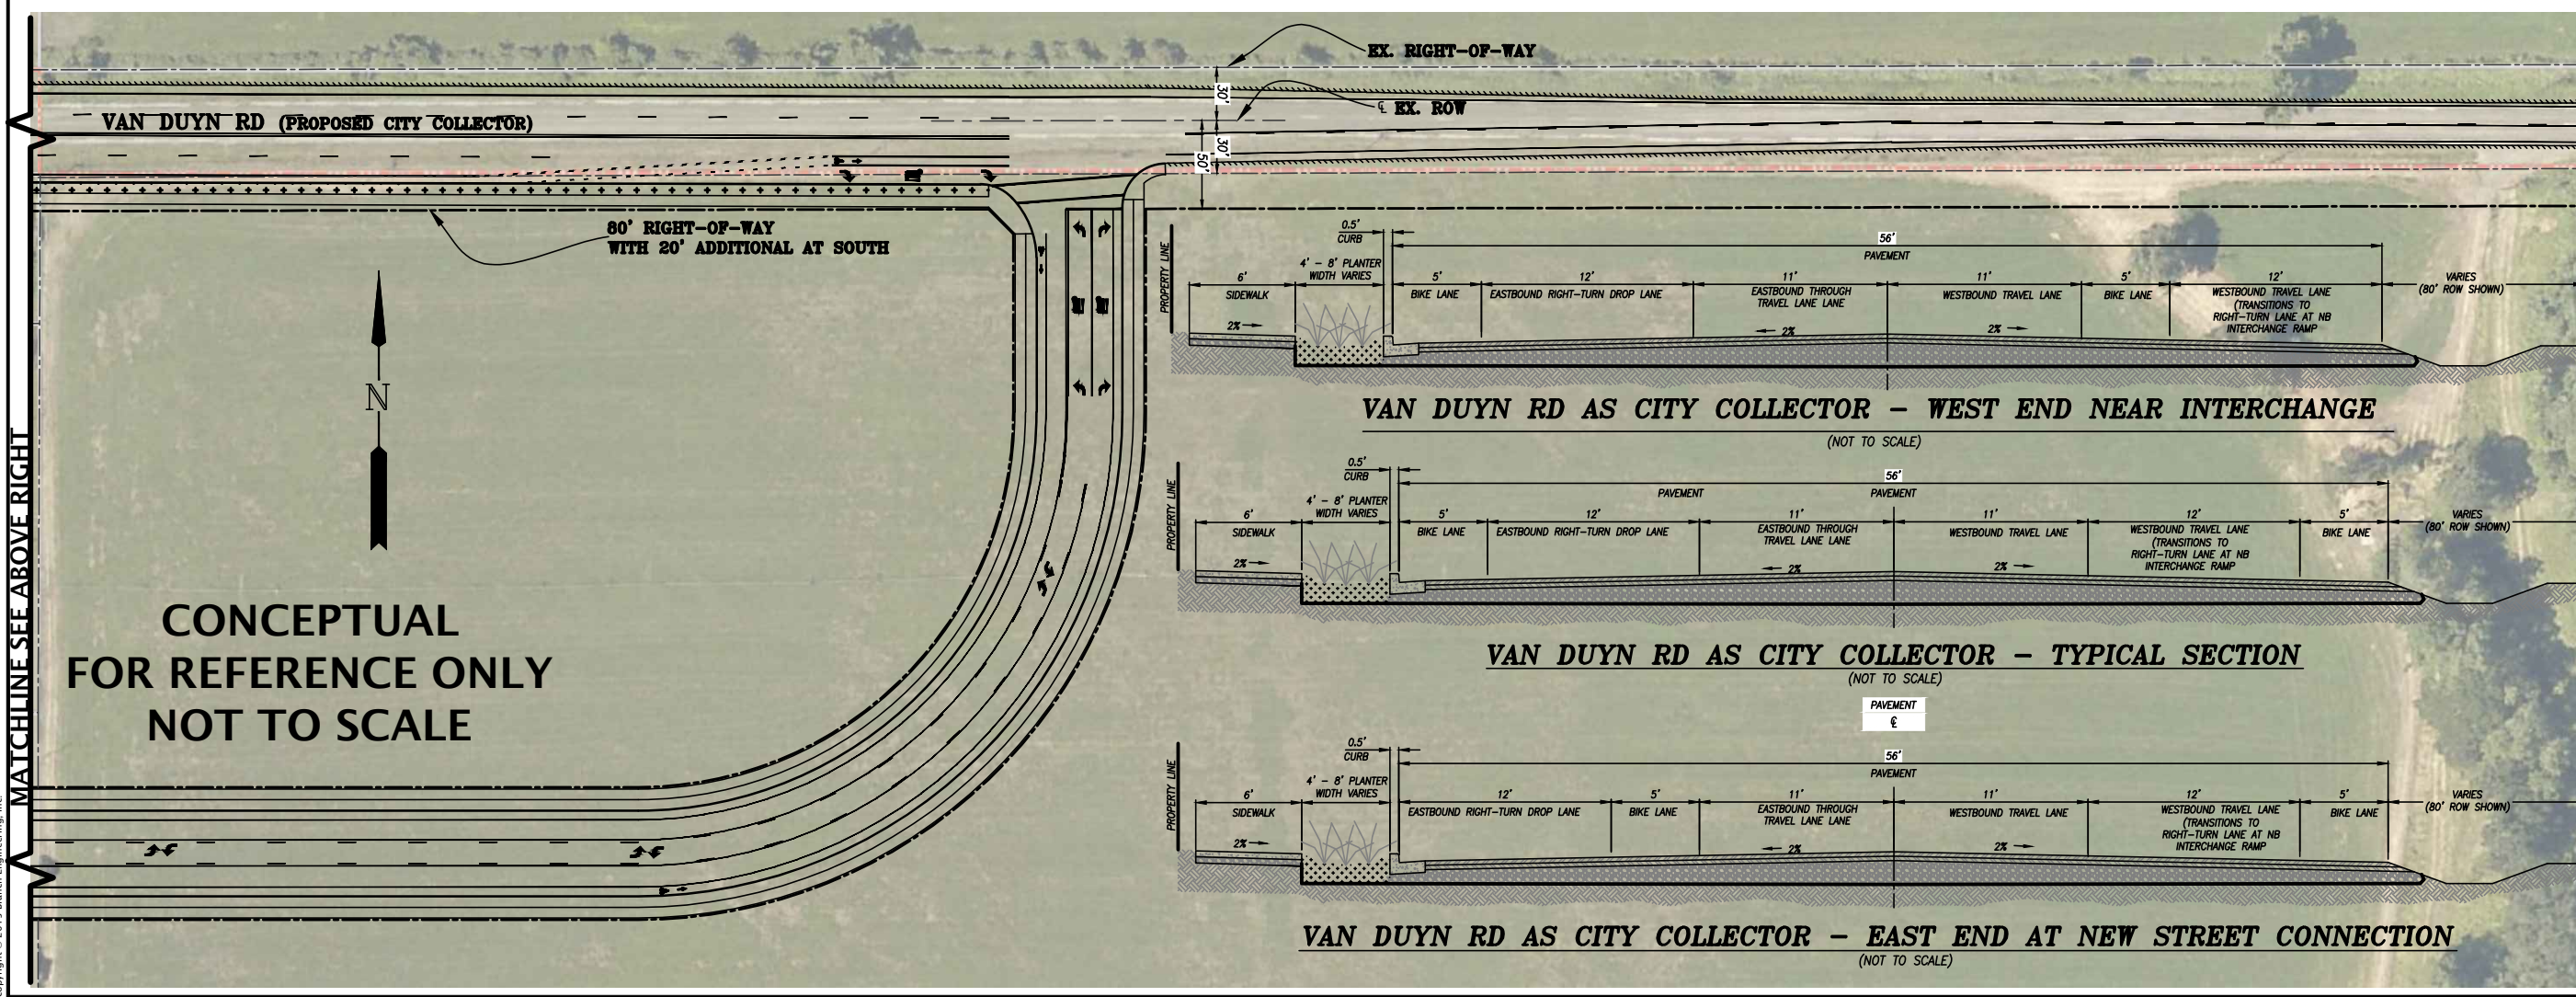 EX. RIGHT-OF-WAY
30'
℄ EX. ROW
VAN DUYN RD (PROPOSED CITY COLLECTOR)
30'
50'
80' RIGHT-OF-WAY
WITH 20' ADDITIONAL AT SOUTH
N
CONCEPTUAL
FOR REFERENCE ONLY
NOT TO SCALE
MATCHLINE SEE ABOVE RIGHT
PROPERTY LINE
0.5'
CURB
56'
PAVEMENT
6'
SIDEWALK
4' - 8' PLANTER
WIDTH VARIES
5'
BIKE LANE
12'
EASTBOUND RIGHT-TURN DROP LANE
11'
EASTBOUND THROUGH
TRAVEL LANE LANE
11'
WESTBOUND TRAVEL LANE
5'
BIKE LANE
12'
WESTBOUND TRAVEL LANE
(TRANSITIONS TO
RIGHT-TURN LANE AT NB
INTERCHANGE RAMP
VARIES
(80' ROW SHOWN)
2%
2%
2%
VAN DUYN RD AS CITY COLLECTOR - WEST END NEAR INTERCHANGE
(NOT TO SCALE)
PROPERTY LINE
0.5'
CURB
56'
PAVEMENT
PAVEMENT
6'
SIDEWALK
4' - 8' PLANTER
WIDTH VARIES
5'
BIKE LANE
12'
EASTBOUND RIGHT-TURN DROP LANE
11'
EASTBOUND THROUGH
TRAVEL LANE LANE
11'
WESTBOUND TRAVEL LANE
12'
WESTBOUND TRAVEL LANE
(TRANSITIONS TO
RIGHT-TURN LANE AT NB
INTERCHANGE RAMP
5'
BIKE LANE
VARIES
(80' ROW SHOWN)
2%
2%
2%
VAN DUYN RD AS CITY COLLECTOR - TYPICAL SECTION
(NOT TO SCALE)
PAVEMENT
℄
PROPERTY LINE
0.5'
CURB
56'
PAVEMENT
6'
SIDEWALK
4' - 8' PLANTER
WIDTH VARIES
12'
EASTBOUND RIGHT-TURN DROP LANE
5'
BIKE LANE
11'
EASTBOUND THROUGH
TRAVEL LANE LANE
11'
WESTBOUND TRAVEL LANE
12'
WESTBOUND TRAVEL LANE
(TRANSITIONS TO
RIGHT-TURN LANE AT NB
INTERCHANGE RAMP
5'
BIKE LANE
VARIES
(80' ROW SHOWN)
2%
2%
2%
VAN DUYN RD AS CITY COLLECTOR - EAST END AT NEW STREET CONNECTION
(NOT TO SCALE)